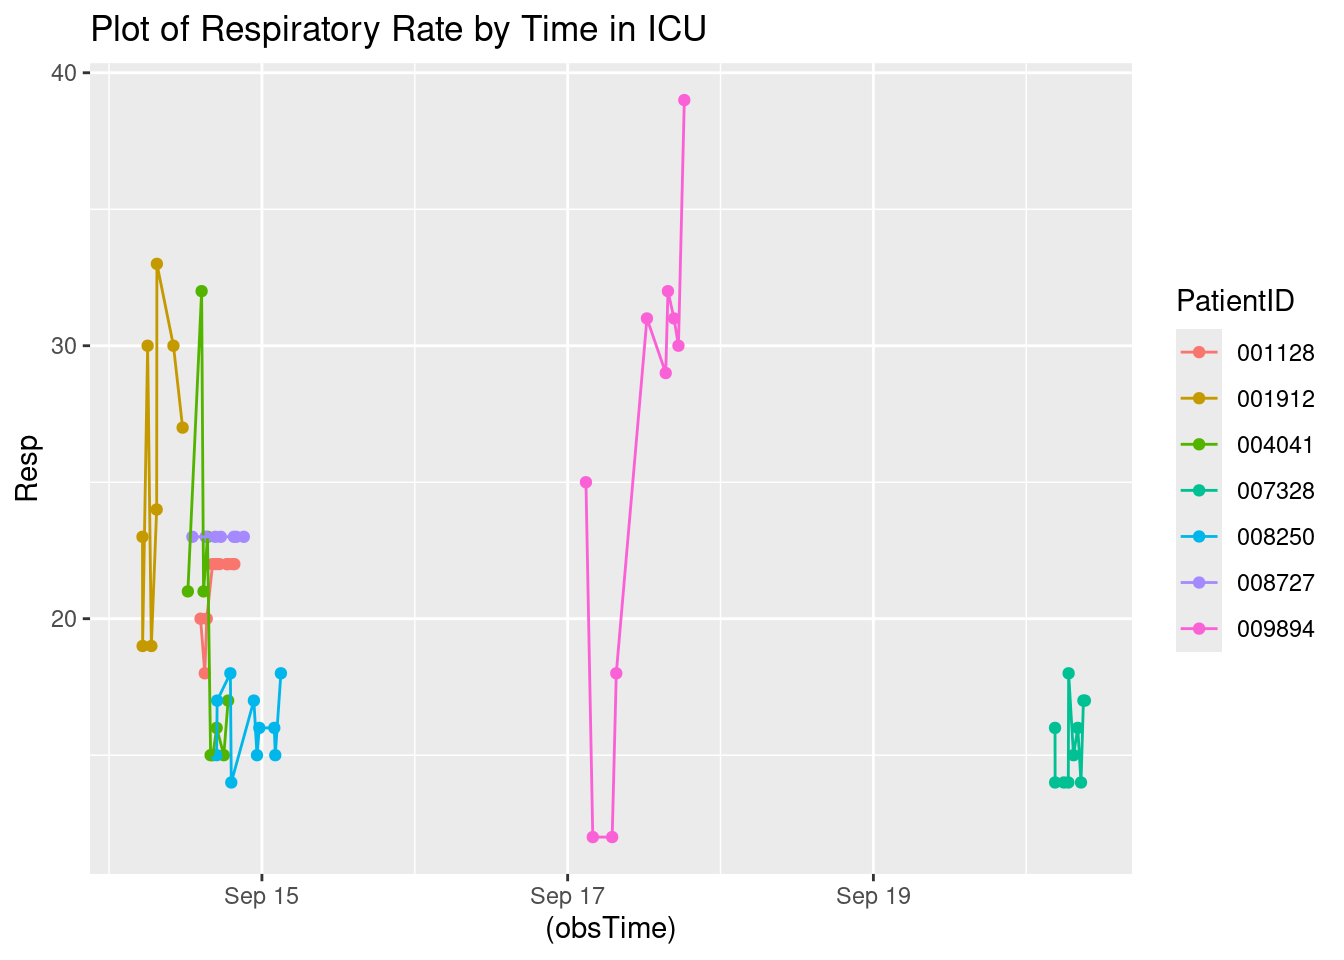 Plot of Respiratory Rate by Time in ICU
40
30
20
Resp
Sep 15
Sep 17
Sep 19
(obsTime)
PatientID
001128
001912
004041
007328
008250
008727
009894